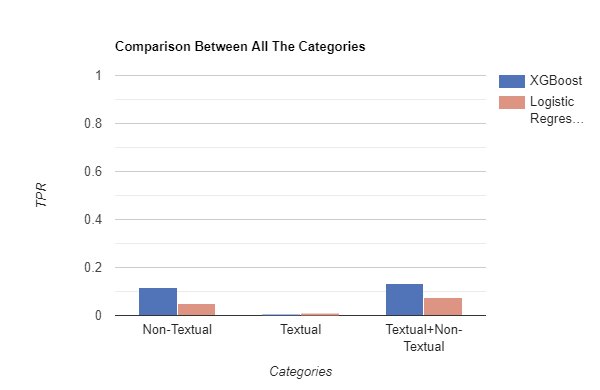 Comparison Between All The Categories
1
0.8
0.6
0.4
0.2
0
TPR
Non-Textual
Textual
Textual+Non-
Textual
Categories
XGBoost
Logistic
Regres…